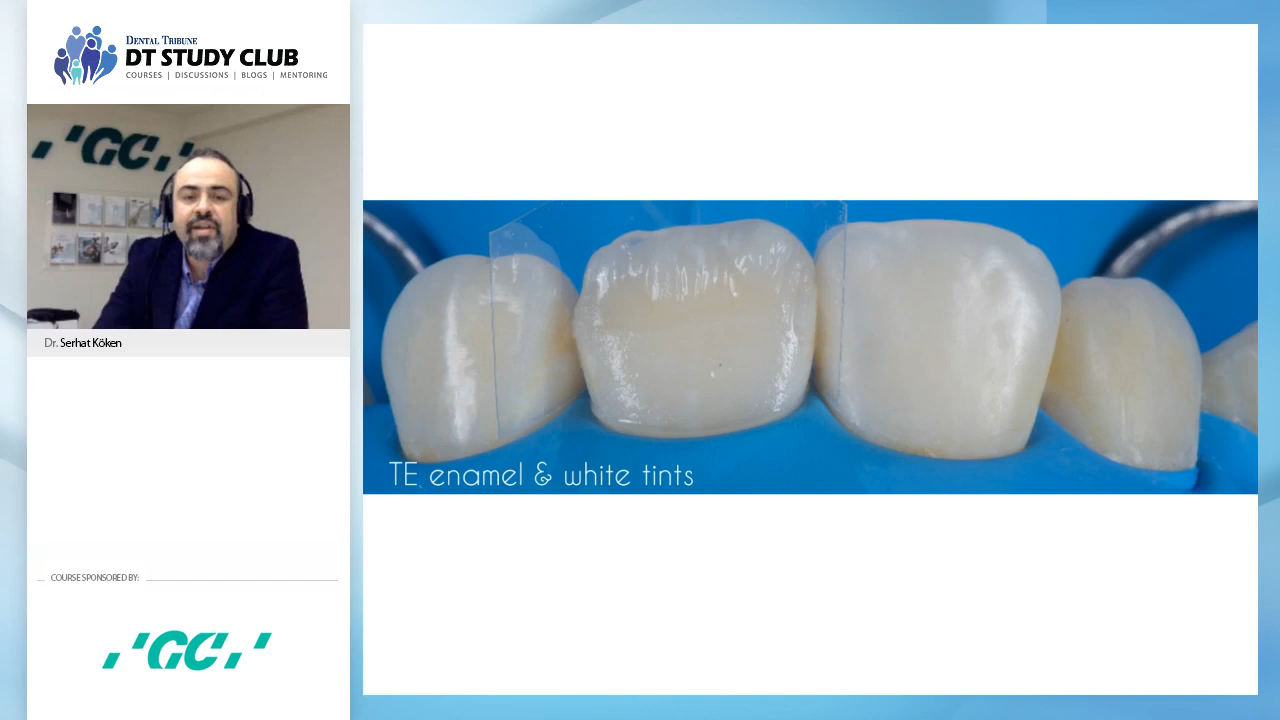 DENTAL TRIBUNE
DT STUDY CLUB
COURSES | DISCUSSIONS | BLOGS | MENTORING
GC
Dr. Serhat Köken
TE enamel & white tints
COURSE SPONSORED BY:
GC